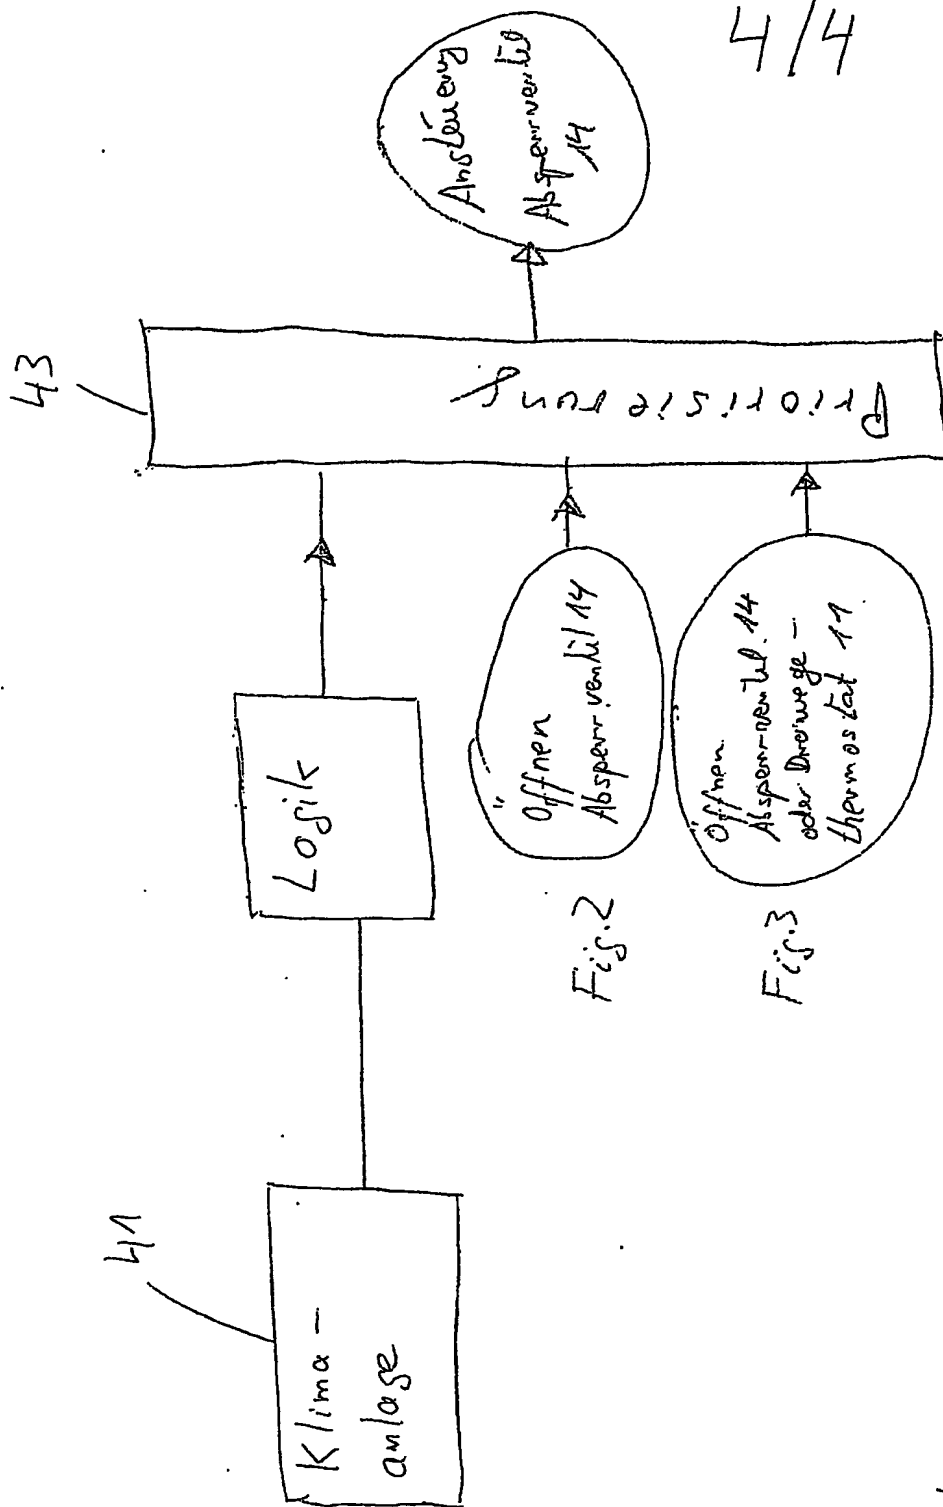 4/4
43
41
Klima-
anlage
Logik
Priorisierung
Ansteuerung
Absperrventil
14
Öffnen
Absperrventil 14
Fig.2
Öffnen
Absperrventil 14
oder Dreiwege-
thermostat 11
Fig.3